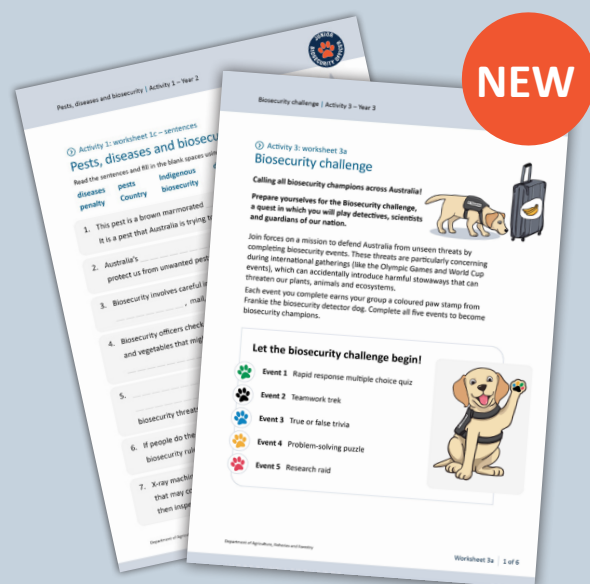 NEW
JUNIOR BIOSECURITY OFFICER
Pests, diseases and biosecurity | Activity 1 – Year 2
Activity 1: worksheet 1c – sentences
Pests, diseases and biosecu
Read the sentences and fill in the blank spaces using
diseases pests Indigenous
penalty Country biosecurity
1. This pest is a brown marmorated
It is a pest that Australia is trying to
2. Australia's
protect us from unwanted pest
3. Biosecurity involves careful i
, mail,
4. Biosecurity officers check
and vegetables that mig
5.
biosecurity threats
6. If people do the
biosecurity rule
7. X-ray machin
that may co
then inspe
Department of Agriculture, Fisheries
Biosecurity challenge | Activity 3 – Year 3
Activity 3: worksheet 3a
Biosecurity challenge
Calling all biosecurity champions across Australia!
Prepare yourselves for the Biosecurity challenge,
a quest in which you will play detectives, scientists
and guardians of our nation.
Join forces on a mission to defend Australia from unseen threats by
completing biosecurity events. These threats are particularly concerning
during international gatherings (like the Olympic Games and World Cup
events), which can accidentally introduce harmful stowaways that can
threaten our plants, animals and ecosystems.
Each event you complete earns your group a coloured paw stamp from
Frankie the biosecurity detector dog. Complete all five events to become
biosecurity champions.
Let the biosecurity challenge begin!
Event 1 Rapid response multiple choice quiz
Event 2 Teamwork trek
Event 3 True or false trivia
Event 4 Problem-solving puzzle
Event 5 Research raid
Department of Agriculture, Fisheries and Forestry
Worksheet 3a | 1 of 6